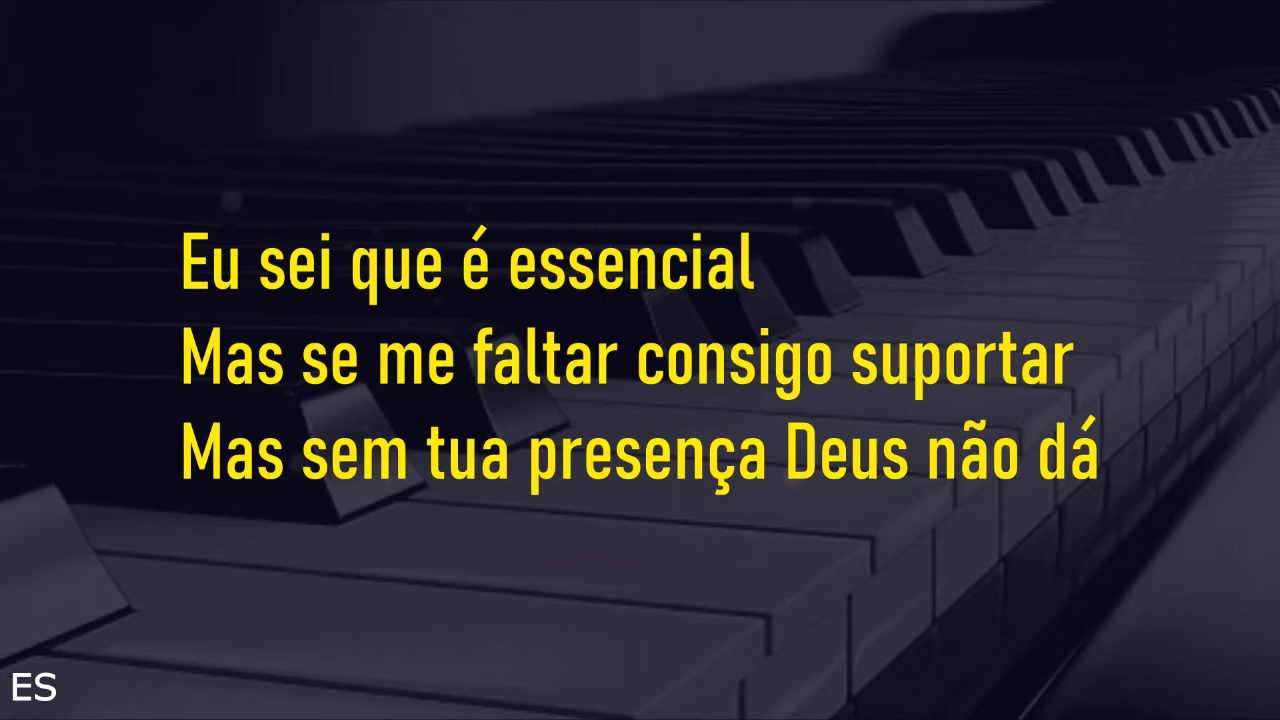 Eu sei que é essencial
Mas se me faltar consigo suportar
Mas sem tua presença Deus não dá
ES